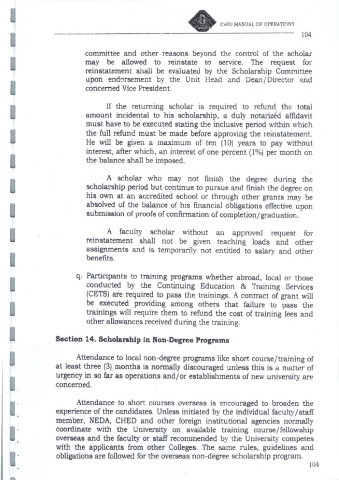 CMU MANUAL OF OPERATIONS
104
committee and other reasons beyond the control of the scholar
may be allowed to reinstate to service. The request for
reinstatement shall be evaluated by the Scholarship Committee
upon endorsement by the Unit Head and Dean/Director and
concerned Vice President.
If the returning scholar is required to refund the total
amount incidental to his scholarship, a duly notarized affidavit
must have to be executed stating the inclusive period within which
the full refund must be made before approving the reinstatement.
He will be given a maximum of ten (10) years to pay without
interest, after which, an interest of one percent (1%) per month on
the balance shall be imposed.
A scholar who may not finish the degree during the
scholarship period but continue to pursue and finish the degree on
his own at an accredited school or through other grants may be
absolved of the balance of his financial obligations effective upon
submission of proofs of confirmation of completion/graduation.
A faculty scholar without an approved request for
reinstatement shall not be given teaching loads and other
assignments and is temporarily not entitled to salary and other
benefits.
q. Participants to training programs whether abroad, local or those
conducted by the Continuing Education & Training Services
(CETS) are required to pass the trainings. A contract of grant will
be executed providing among others that failure to pass the
trainings will require them to refund the cost of training fees and
other allowances received during the training.
Section 14. Scholarship in Non-Degree Programs
Attendance to local non-degree programs like short course/training of
at least three (3) months is normally discouraged unless this is a matter of
urgency in so far as operations and/or establishments of new university are
concerned.
Attendance to short courses overseas is encouraged to broaden the
experience of the candidates. Unless initiated by the individual faculty/staff
member, NEDA, CHED and other foreign institutional agencies normally
coordinate with the University on available training course/fellowship
overseas and the faculty or staff recommended by the University competes
with the applicants from other Colleges. The same rules, guidelines and
obligations are followed for the overseas non-degree scholarship program.
104